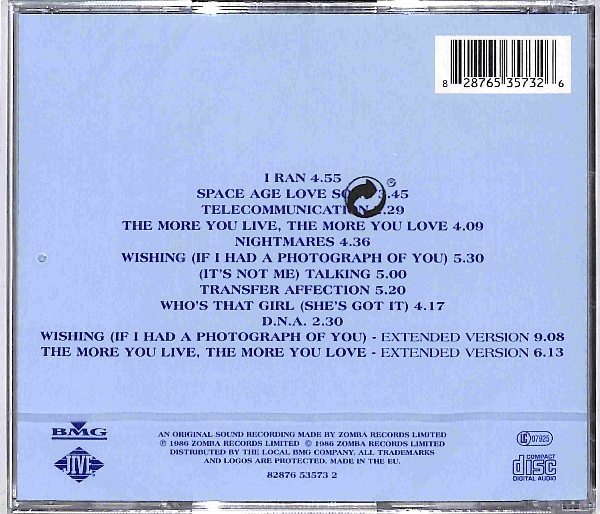 8 28765 35732 6
I RAN 4.55
SPACE AGE LOVE 3.45
TELECOMMUNICATION .29
THE MORE YOU LIVE, THE MORE YOU LOVE 4.09
NIGHTMARES 4.36
WISHING (IF I HAD A PHOTOGRAPH OF YOU) 5.30
(IT'S NOT ME) TALKING 5.00
TRANSFER AFFECTION 5.20
WHO'S THAT GIRL (SHE'S GOT IT) 4.17
D.N.A. 2.30
WISHING (IF I HAD A PHOTOGRAPH OF YOU) - EXTENDED VERSION 9.08
THE MORE YOU LIVE, THE MORE YOU LOVE - EXTENDED VERSION 6.13
BMG
JIVE
AN ORIGINAL SOUND RECORDING MADE BY ZOMBA RECORDS LIMITED
℗ 1986 ZOMBA RECORDS LIMITED © 1986 ZOMBA RECORDS LIMITED
DISTRIBUTED BY THE LOCAL BMG COMPANY. ALL TRADEMARKS
AND LOGOS ARE PROTECTED. MADE IN THE EU.
82876 53573 2
LC 07925
COMPACT
disc
DIGITAL AUDIO